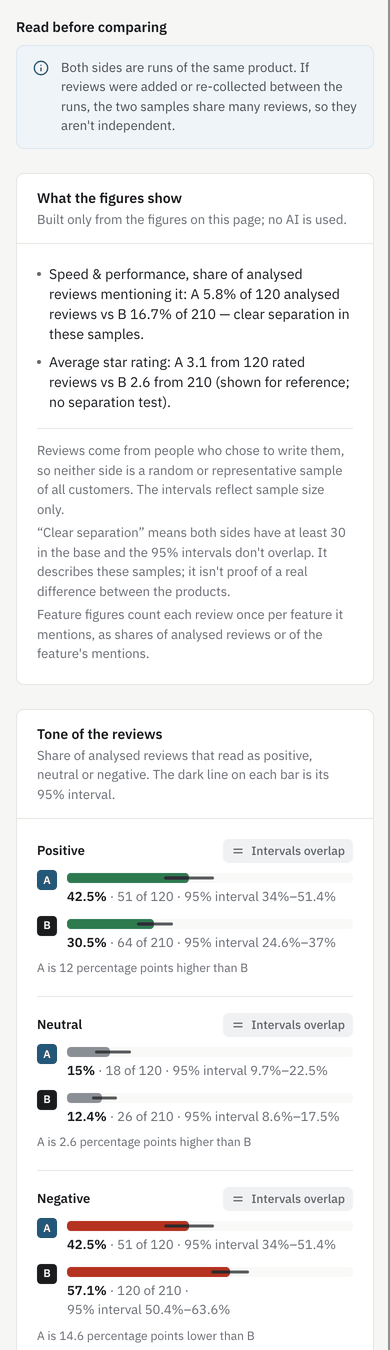 Read before comparing
Both sides are runs of the same product. If
reviews were added or re-collected between the
runs, the two samples share many reviews, so they
aren't independent.
What the figures show
Built only from the figures on this page; no AI is used.
• Speed & performance, share of analysed
reviews mentioning it: A 5.8% of 120 analysed
reviews vs B 16.7% of 210 — clear separation in
these samples.
• Average star rating: A 3.1 from 120 rated
reviews vs B 2.6 from 210 (shown for reference;
no separation test).
Reviews come from people who chose to write them,
so neither side is a random or representative sample
of all customers. The intervals reflect sample size
only.
“Clear separation” means both sides have at least 30
in the base and the 95% intervals don't overlap. It
describes these samples; it isn't proof of a real
difference between the products.
Feature figures count each review once per feature it
mentions, as shares of analysed reviews or of the
feature's mentions.
Tone of the reviews
Share of analysed reviews that read as positive,
neutral or negative. The dark line on each bar is its
95% interval.
Positive
= Intervals overlap
A
42.5% · 51 of 120 · 95% interval 34%–51.4%
B
30.5% · 64 of 210 · 95% interval 24.6%–37%
A is 12 percentage points higher than B
Neutral
= Intervals overlap
A
15% · 18 of 120 · 95% interval 9.7%–22.5%
B
12.4% · 26 of 210 · 95% interval 8.6%–17.5%
A is 2.6 percentage points higher than B
Negative
= Intervals overlap
A
42.5% · 51 of 120 · 95% interval 34%–51.4%
B
57.1% · 120 of 210 ·
95% interval 50.4%–63.6%
A is 14.6 percentage points lower than B